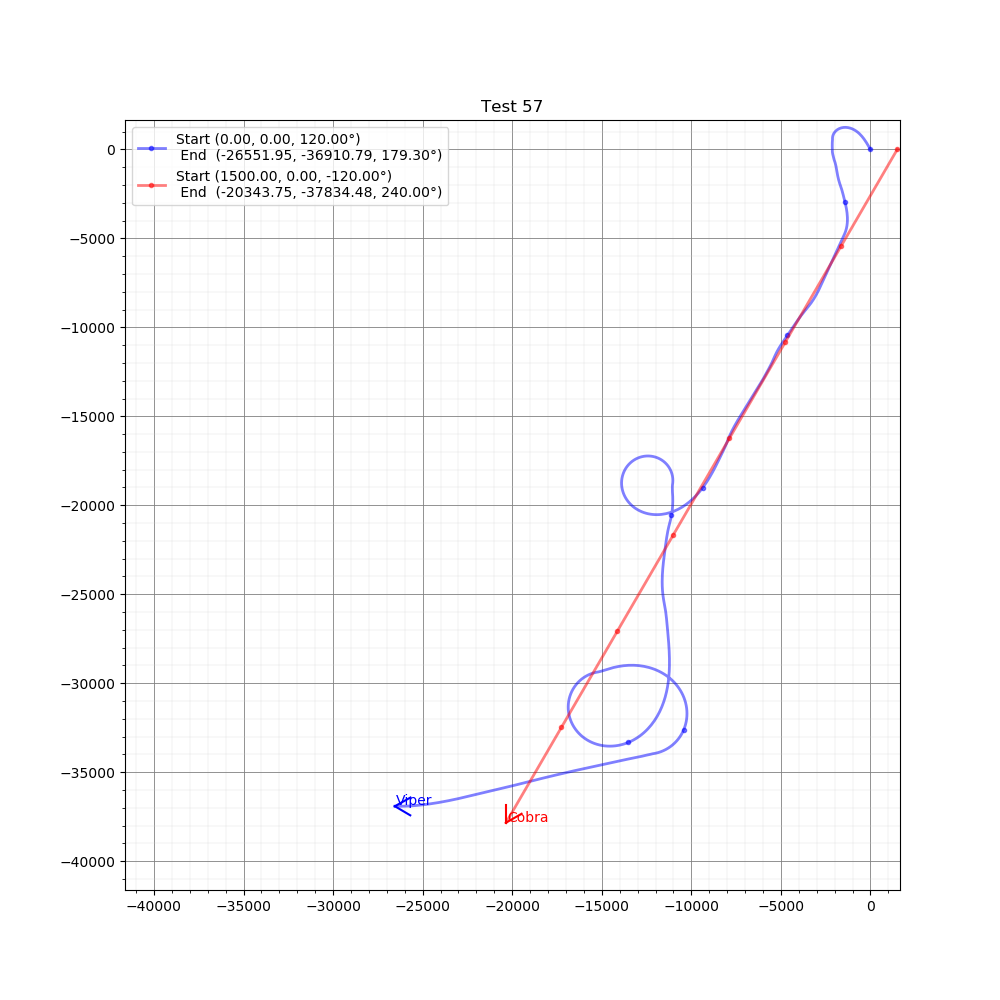 Test 57
Start (0.00, 0.00, 120.00°)
End  (-26551.95, -36910.79, 179.30°)
Start (1500.00, 0.00, -120.00°)
End  (-20343.75, -37834.48, 240.00°)
0
−5000
−10000
−15000
−20000
−25000
−30000
−35000
−40000
Viper
Cobra
−40000 −35000 −30000 −25000 −20000 −15000 −10000 −5000 0